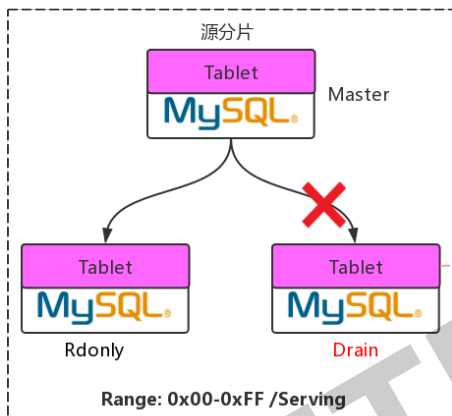 源分片
Tablet
MySQL®
Master
Tablet
MySQL®
Rdonly
Tablet
MySQL®
Drain
Range: 0x00-0xFF /Serving